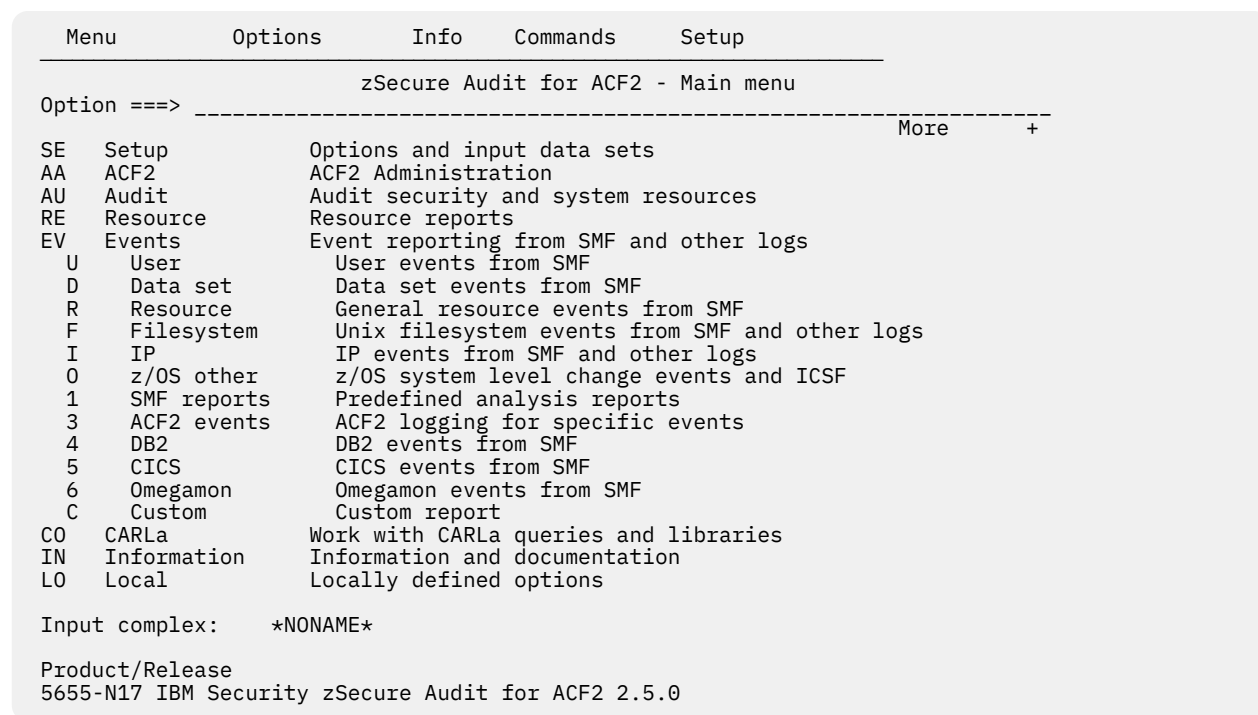 Menu Options Info Commands Setup
zSecure Audit for ACF2 - Main menu
Option ===> ___________________________________________________________________
More +
SE Setup Options and input data sets
AA ACF2 ACF2 Administration
AU Audit Audit security and system resources
RE Resource Resource reports
EV Events Event reporting from SMF and other logs
U User User events from SMF
D Data set Data set events from SMF
R Resource General resource events from SMF
F Filesystem Unix filesystem events from SMF and other logs
I IP IP events from SMF and other logs
O z/OS other z/OS system level change events and ICSF
1 SMF reports Predefined analysis reports
3 ACF2 events ACF2 logging for specific events
4 DB2 DB2 events from SMF
5 CICS CICS events from SMF
6 Omegamon Omegamon events from SMF
C Custom Custom report
CO CARLa Work with CARLa queries and libraries
IN Information Information and documentation
LO Local Locally defined options
Input complex: *NONAME*
Product/Release
5655-N17 IBM Security zSecure Audit for ACF2 2.5.0